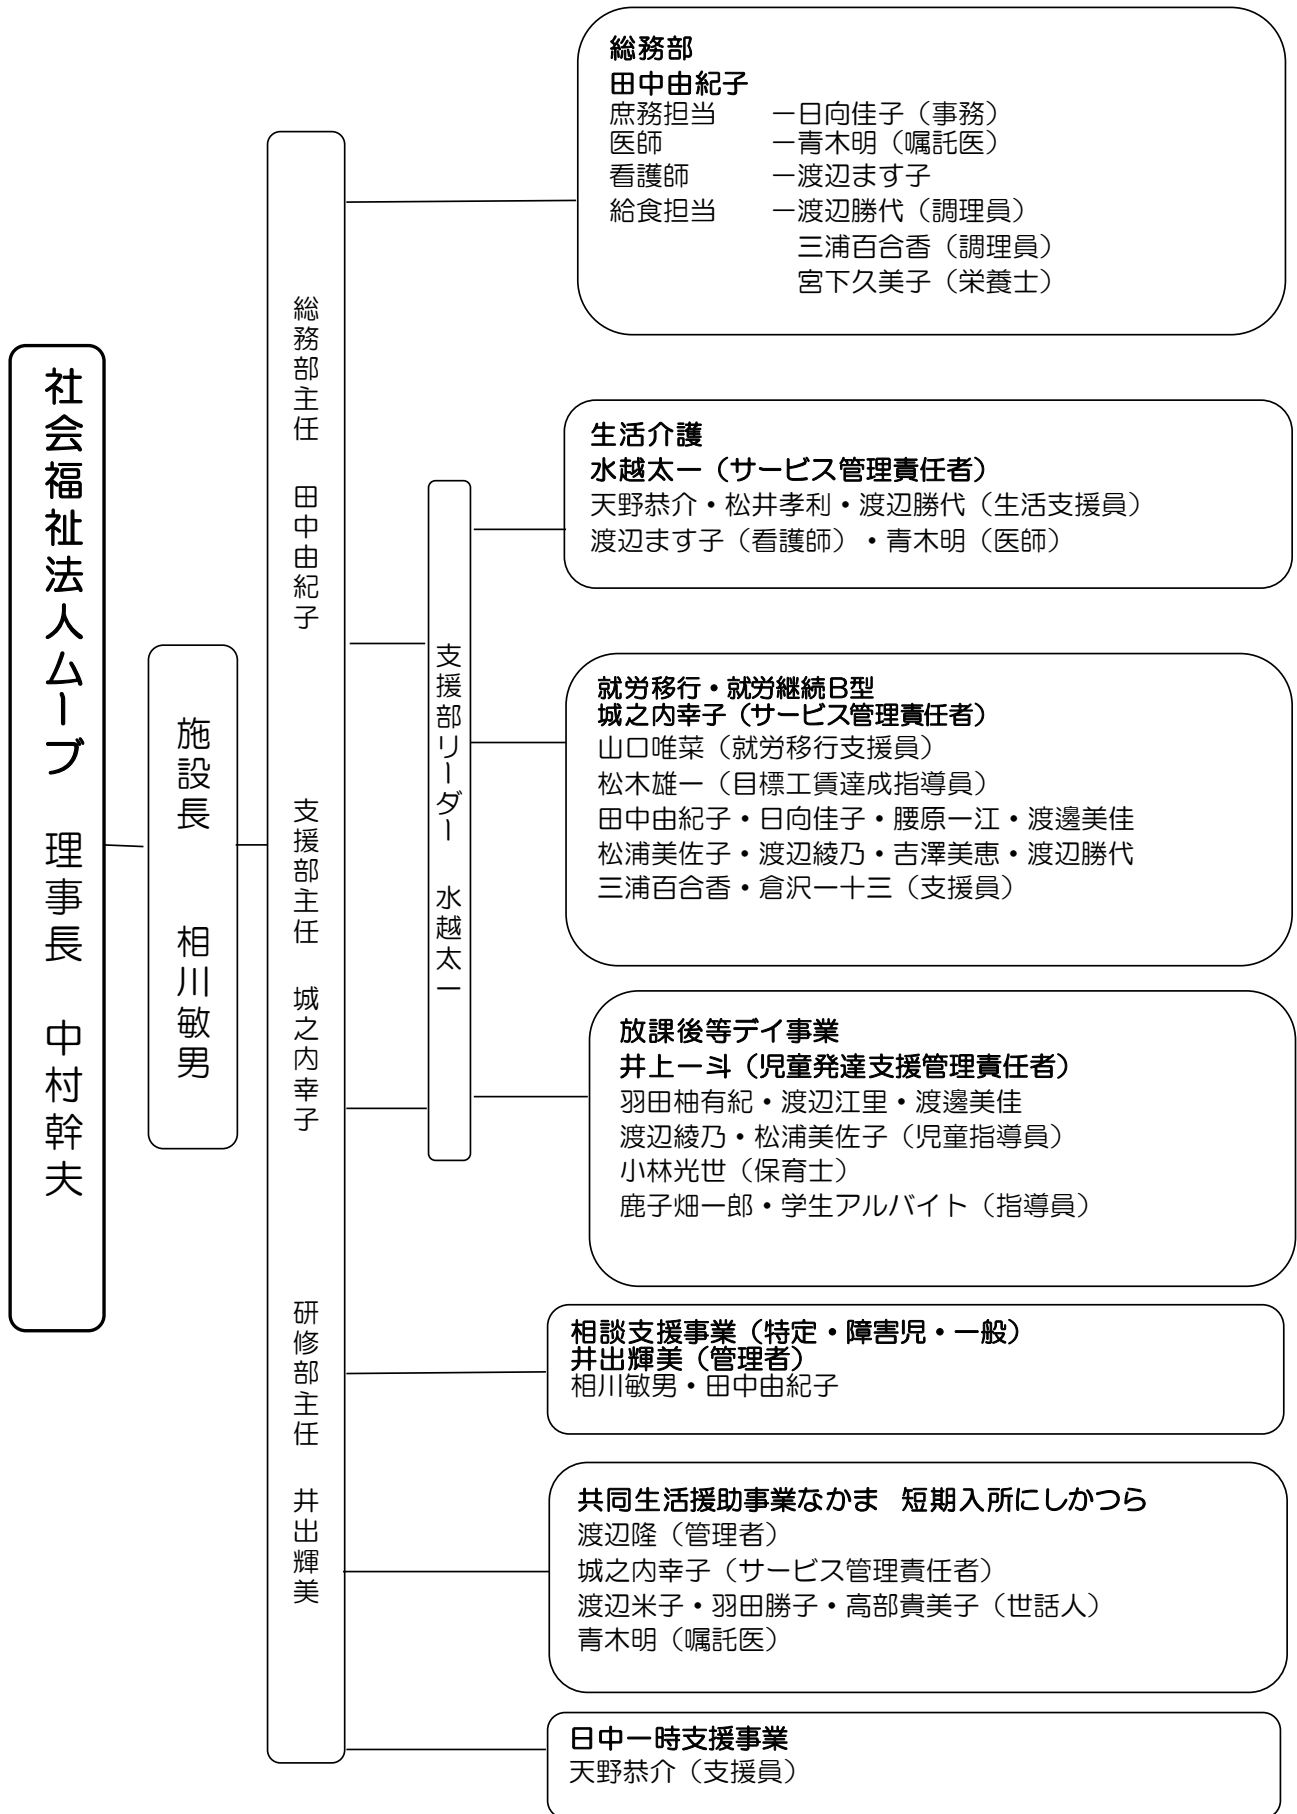 社会福祉法人ムーブ　理事長　中村幹夫
施設長　相川敏男
総務部主任　田中由紀子
支援部主任　城之内幸子
研修部主任　井出輝美
支援部リーダー　水越太一
総務部
田中由紀子
庶務担当　－日向佳子（事務）
医師　－青木明（嘱託医）
看護師　－渡辺ます子
給食担当　－渡辺勝代（調理員）
三浦百合香（調理員）
宮下久美子（栄養士）
生活介護
水越太一（サービス管理責任者）
天野恭介・松井孝利・渡辺勝代（生活支援員）
渡辺ます子（看護師）・青木明（医師）
就労移行・就労継続B型
城之内幸子（サービス管理責任者）
山口唯菜（就労移行支援員）
松木雄一（目標工賃達成指導員）
田中由紀子・日向佳子・腰原一江・渡邊美佳
松浦美佐子・渡辺綾乃・吉澤美恵・渡辺勝代
三浦百合香・倉沢一十三（支援員）
放課後等デイ事業
井上一斗（児童発達支援管理責任者）
羽田柚有紀・渡辺江里・渡邊美佳
渡辺綾乃・松浦美佐子（児童指導員）
小林光世（保育士）
鹿子畑一郎・学生アルバイト（指導員）
相談支援事業（特定・障害児・一般）
井出輝美（管理者）
相川敏男・田中由紀子
共同生活援助事業なかま　短期入所にしかつら
渡辺隆（管理者）
城之内幸子（サービス管理責任者）
渡辺米子・羽田勝子・高部貴美子（世話人）
青木明（嘱託医）
日中一時支援事業
天野恭介（支援員）